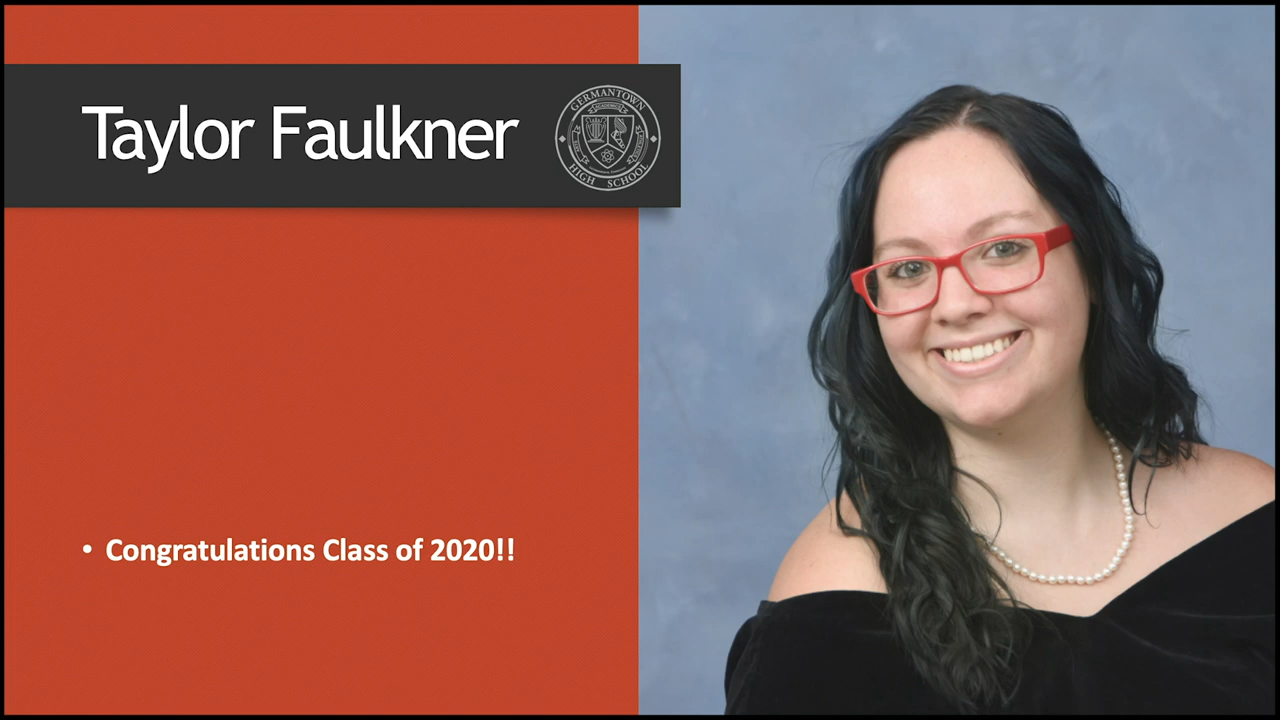 Taylor Faulkner
GERMANTOWN
HIGH SCHOOL
• Congratulations Class of 2020!!